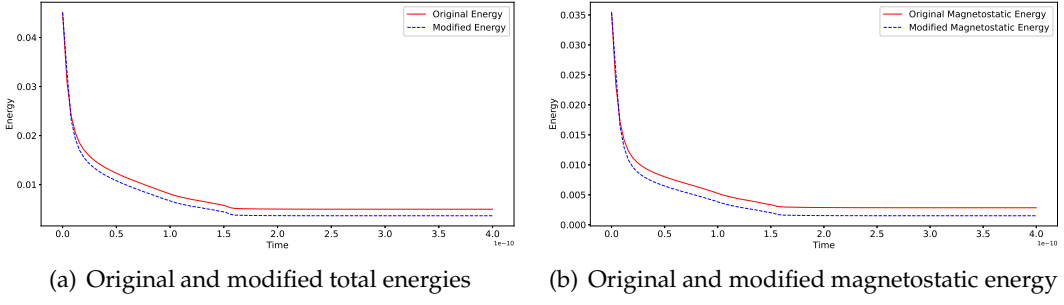 Original Energy
Modified Energy
0.04
0.03
0.02
0.01
Energy
0.0 0.5 1.0 1.5 2.0 2.5 3.0 3.5 4.0
1e-10
Time
(a) Original and modified total energies
Original Magnetostatic Energy
Modified Magnetostatic Energy
0.035
0.030
0.025
0.020
0.015
0.010
0.005
0.000
Energy
0.0 0.5 1.0 1.5 2.0 2.5 3.0 3.5 4.0
1e-10
Time
(b) Original and modified magnetostatic energy